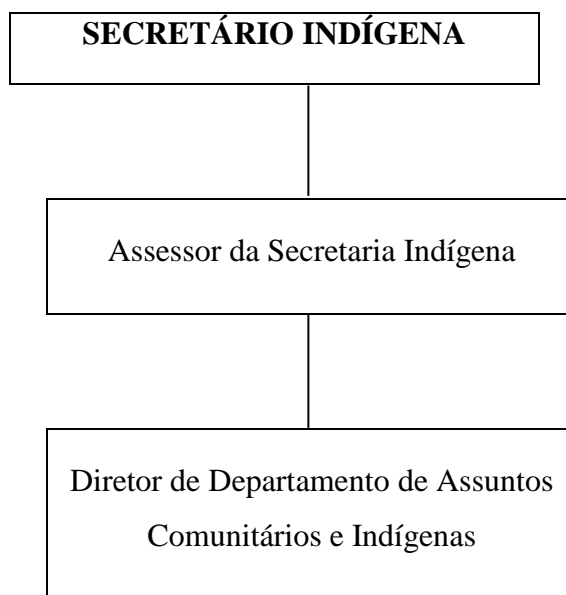 SECRETÁRIO INDÍGENA
Assessor da Secretaria Indígena
Diretor de Departamento de Assuntos
Comunitários e Indígenas